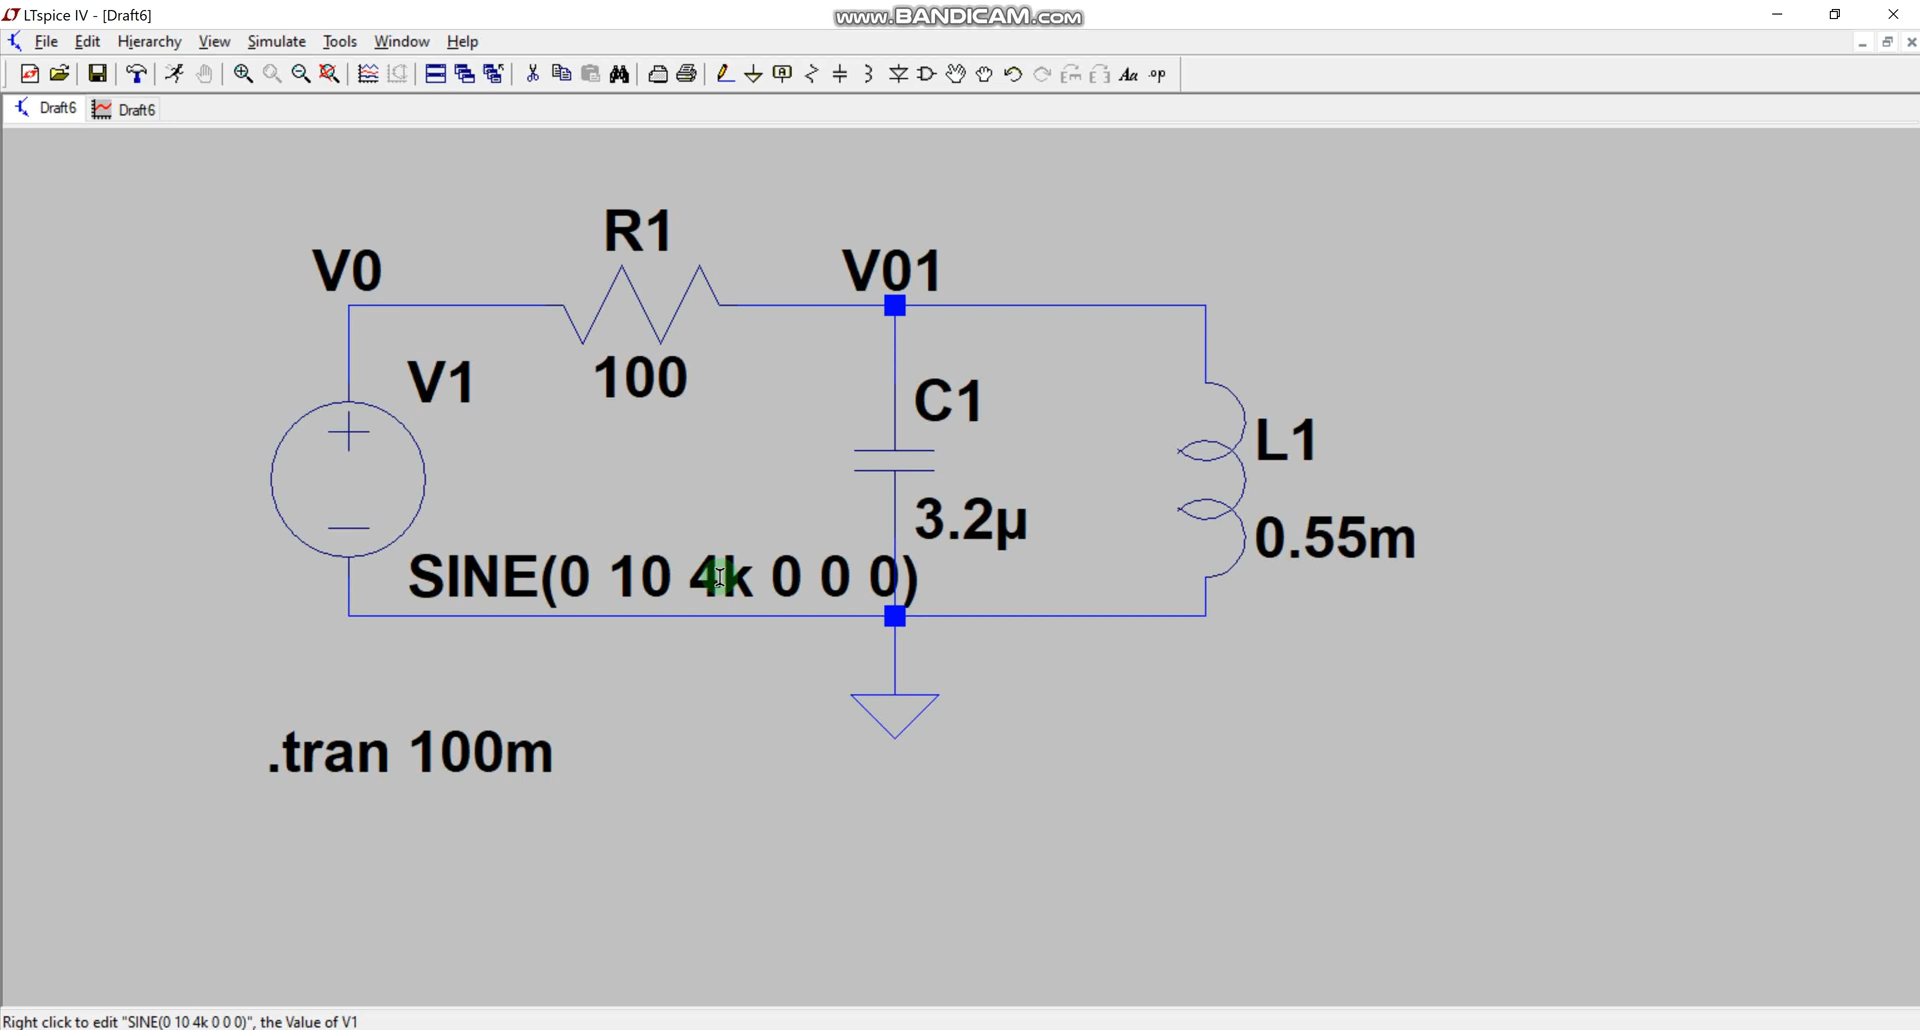 LTspice IV - [Draft6]
www.BANDICAM.com
File Edit Hierarchy View Simulate Tools Window Help
Draft6 Draft6
R1
V0 V01
V1 100 C1
L1
3.2µ 0.55m
SINE(0 10 4k 0 0 0)
.tran 100m
Right click to edit "SINE(0 10 4k 0 0 0)", the Value of V1